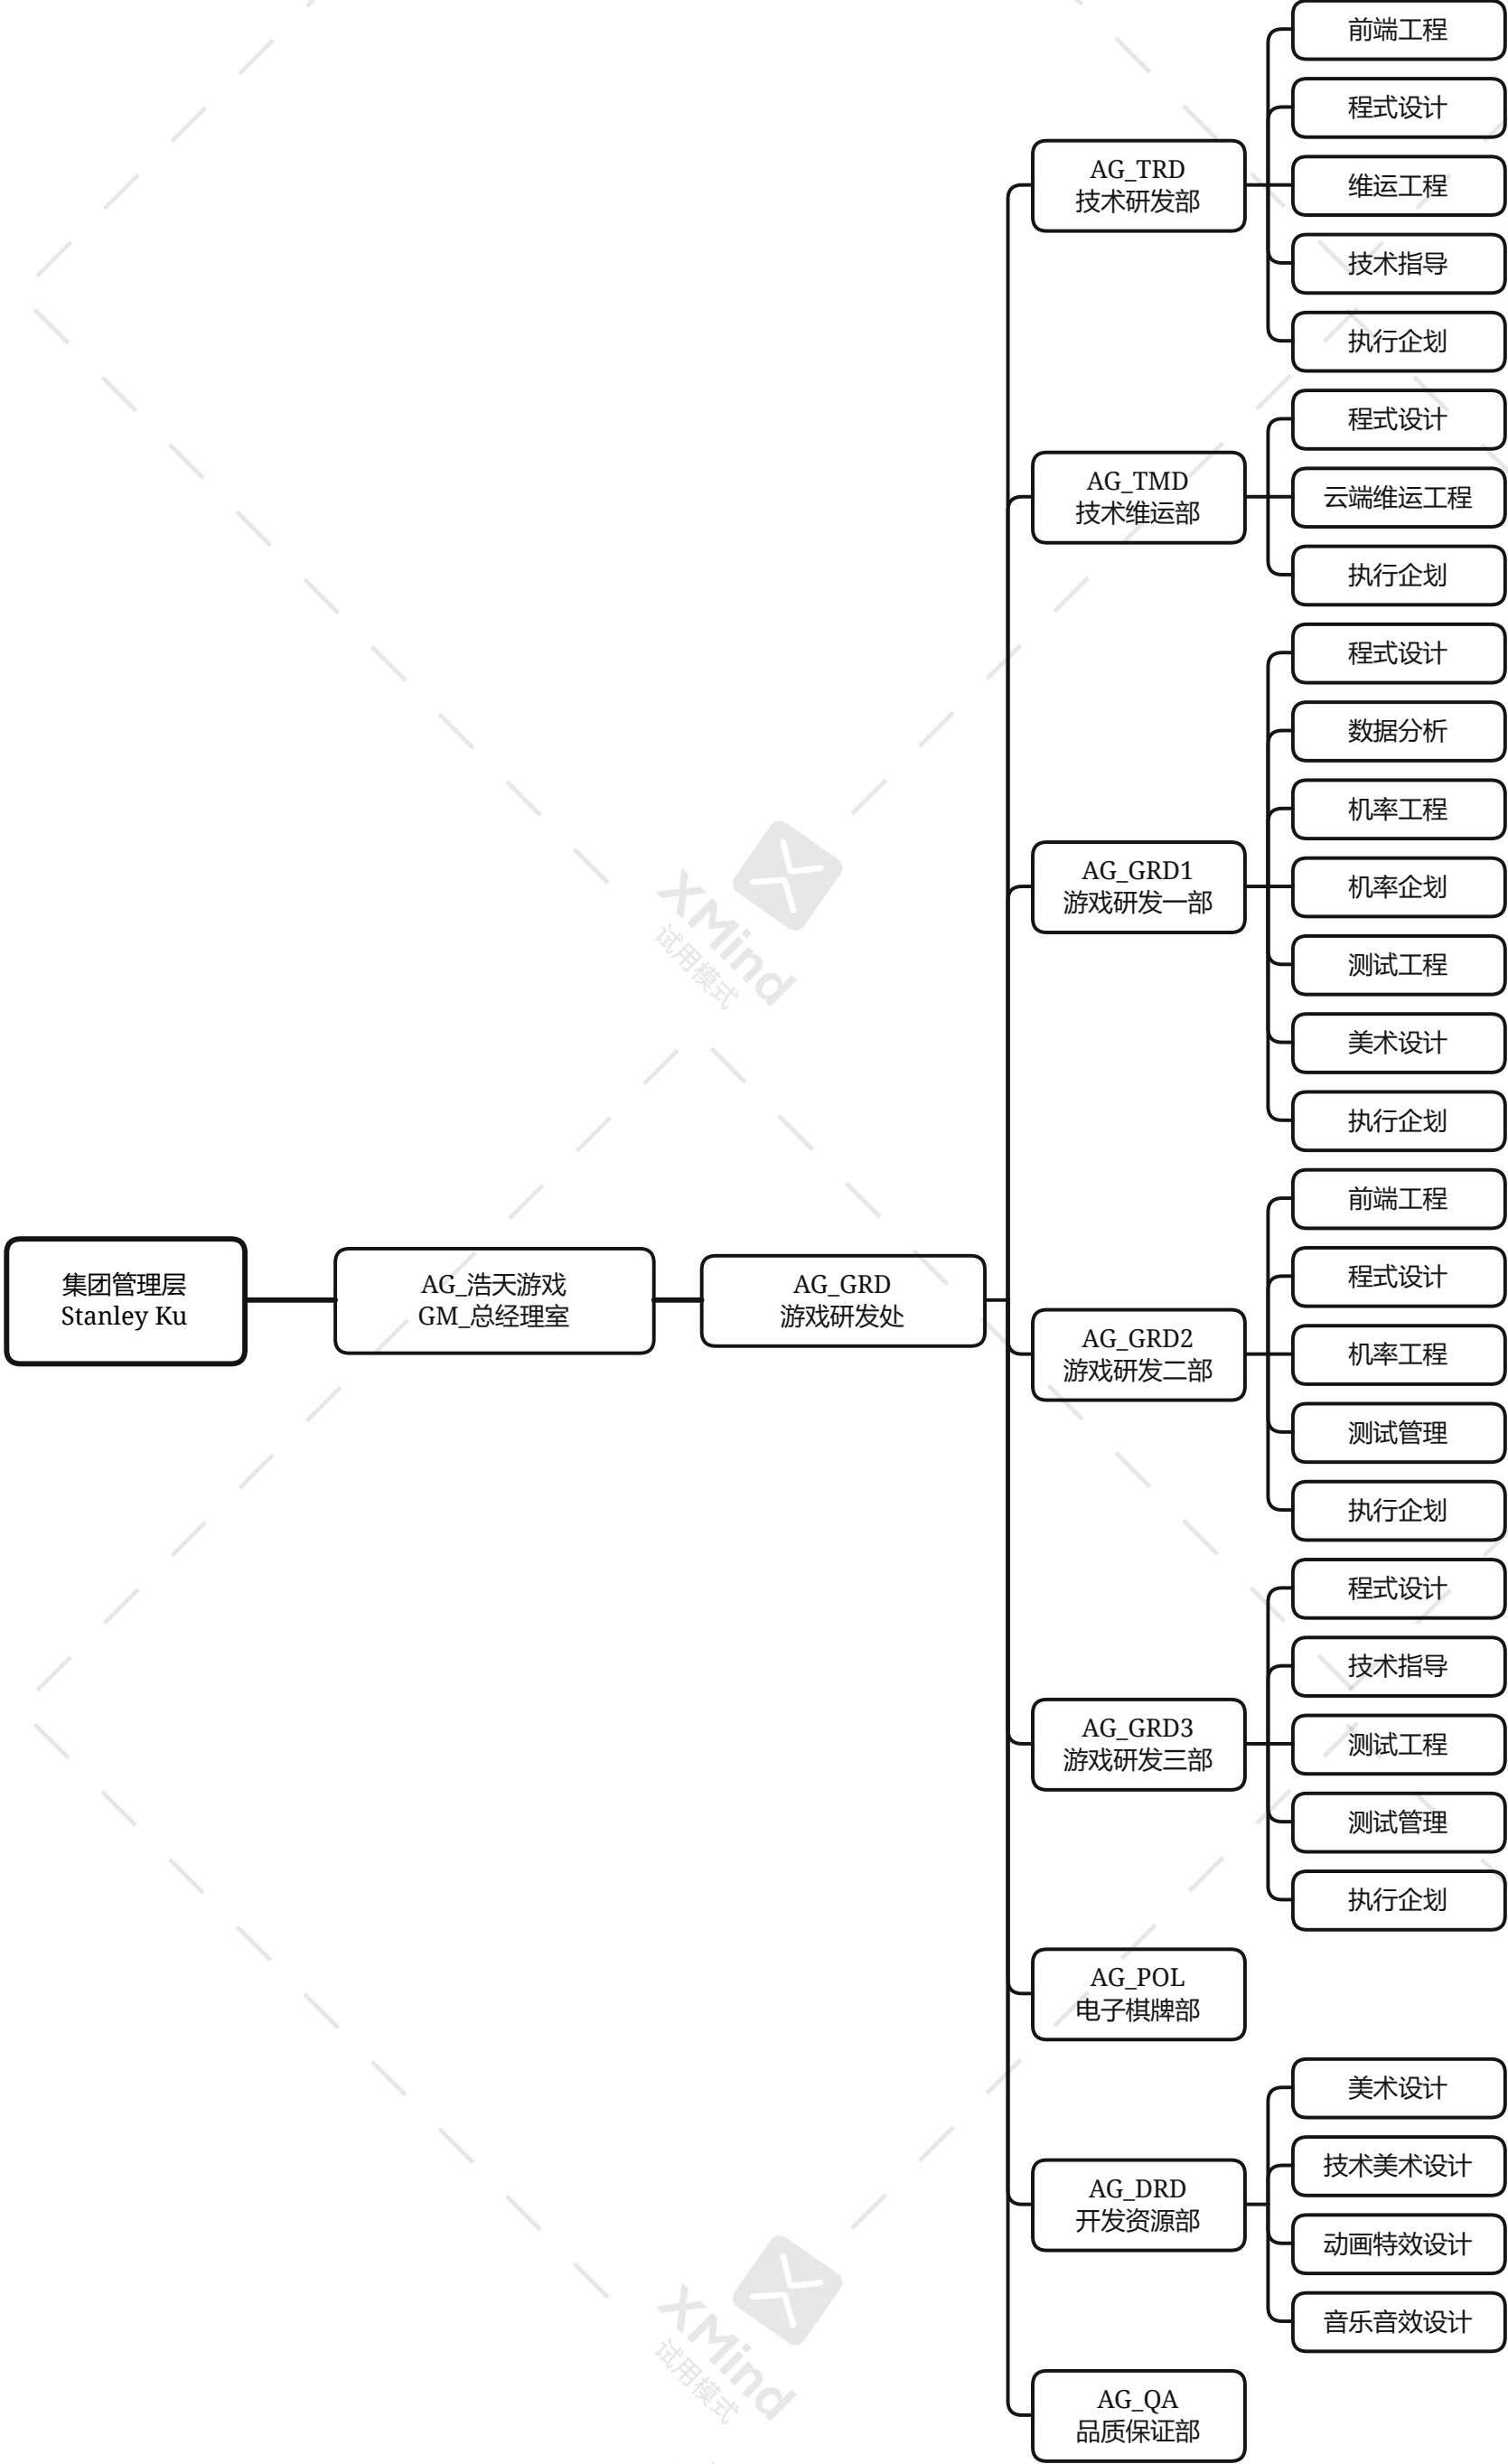 集团管理层
Stanley Ku
AG_浩天游戏
GM_总经理室
AG_GRD
游戏研发处
AG_TRD
技术研发部
前端工程
程式设计
维运工程
技术指导
执行企划
AG_TMD
技术维运部
程式设计
云端维运工程
执行企划
AG_GRD1
游戏研发一部
程式设计
数据分析
机率工程
机率企划
测试工程
美术设计
执行企划
AG_GRD2
游戏研发二部
前端工程
程式设计
机率工程
测试管理
执行企划
AG_GRD3
游戏研发三部
程式设计
技术指导
测试工程
测试管理
执行企划
AG_POL
电子棋牌部
AG_DRD
开发资源部
美术设计
技术美术设计
动画特效设计
音乐音效设计
AG_QA
品质保证部
XMind
试用模式
XMind
试用模式